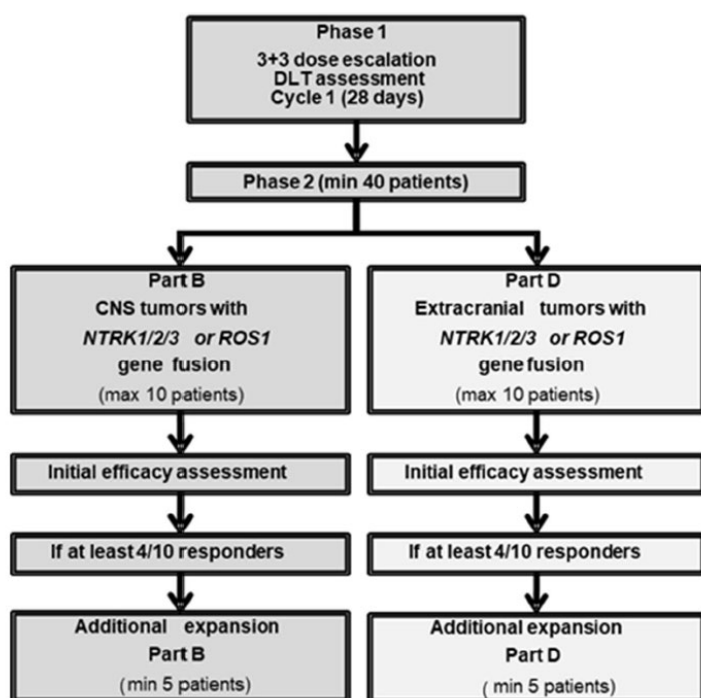 Phase 1
3+3 dose escalation
DLT assessment
Cycle 1 (28 days)
Phase 2 (min 40 patients)
Part B
CNS tumors with
NTRK1/2/3 or ROS1
gene fusion
(max 10 patients)
Part D
Extracranial tumors with
NTRK1/2/3 or ROS1
gene fusion
(max 10 patients)
Initial efficacy assessment
Initial efficacy assessment
If at least 4/10 responders
If at least 4/10 responders
Additional expansion
Part B
(min 5 patients)
Additional expansion
Part D
(min 5 patients)